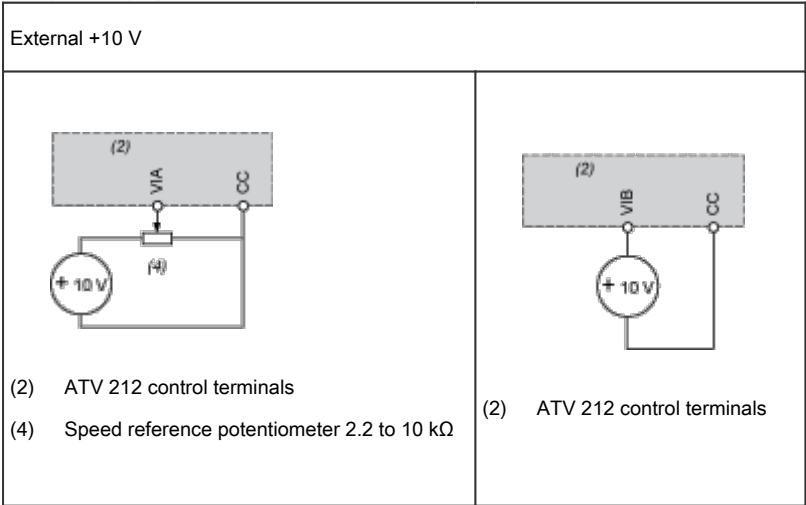 External +10 V
(2)
VIA
CC
(4)
+ 10 V
(2) ATV 212 control terminals
(4) Speed reference potentiometer 2.2 to 10 kΩ
(2)
VIB
CC
+ 10 V
(2) ATV 212 control terminals